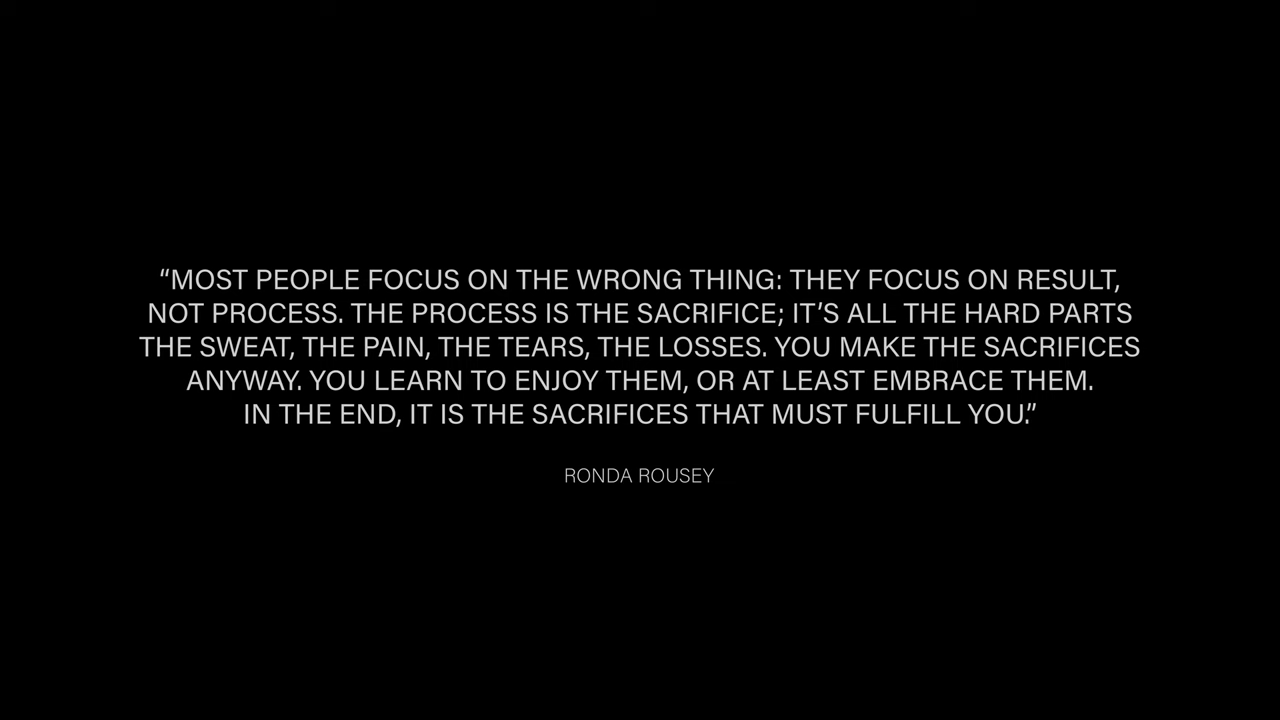 “MOST PEOPLE FOCUS ON THE WRONG THING: THEY FOCUS ON RESULT,
NOT PROCESS. THE PROCESS IS THE SACRIFICE; IT’S ALL THE HARD PARTS
THE SWEAT, THE PAIN, THE TEARS, THE LOSSES. YOU MAKE THE SACRIFICES
ANYWAY. YOU LEARN TO ENJOY THEM, OR AT LEAST EMBRACE THEM.
IN THE END, IT IS THE SACRIFICES THAT MUST FULFILL YOU.”
RONDA ROUSEY